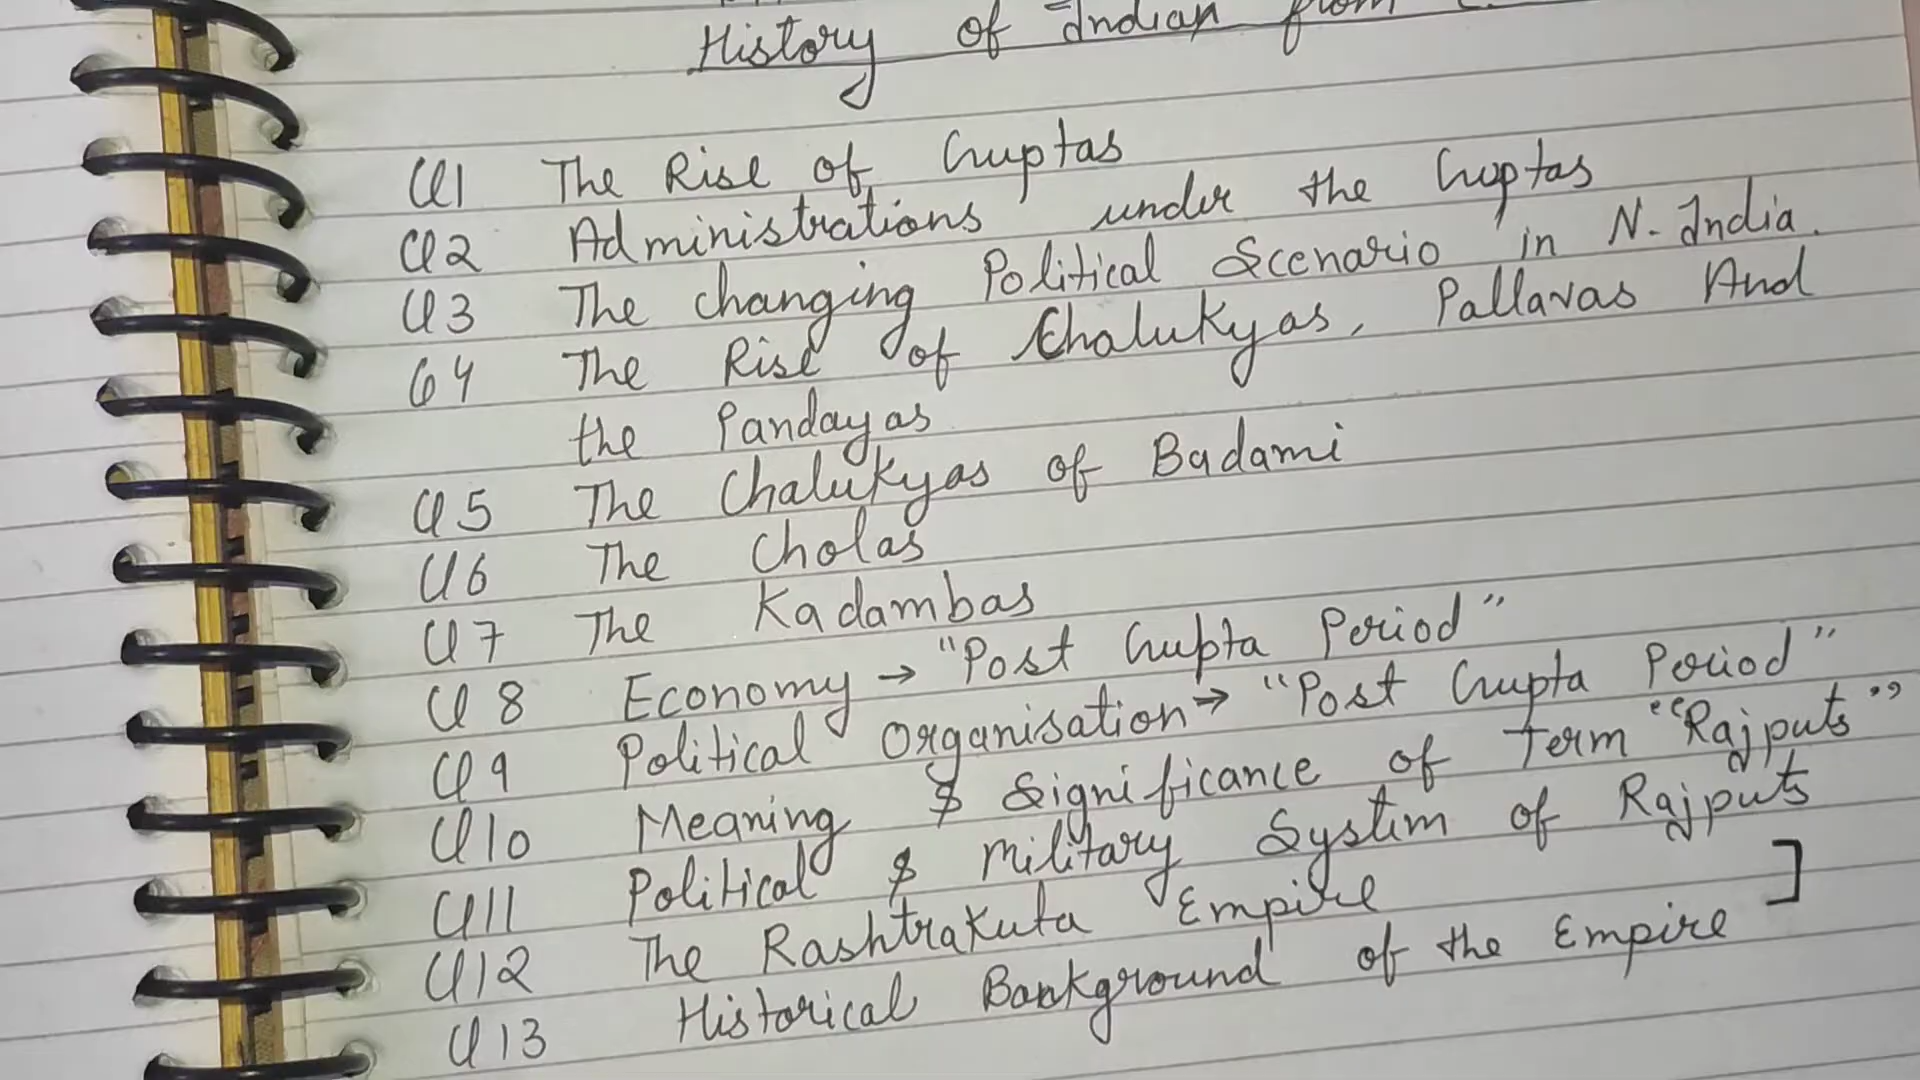 History of Indian from
U1 The Rise of Guptas
U2 Administrations under the Guptas
U3 The changing Political Scenario in N. India.
U4 The Rise of Chalukyas, Pallavas And
the Pandayas
U5 The Chalukyas of Badami
U6 The Cholas
U7 The Kadambas
U8 Economy → "Post Gupta Period"
U9 Political Organisation → "Post Gupta Period"
U10 Meaning & Significance of Term "Rajputs"
U11 Political & Military System of Rajputs
U12 The Rashtrakuta Empire ]
U13 Historical Background of the Empire